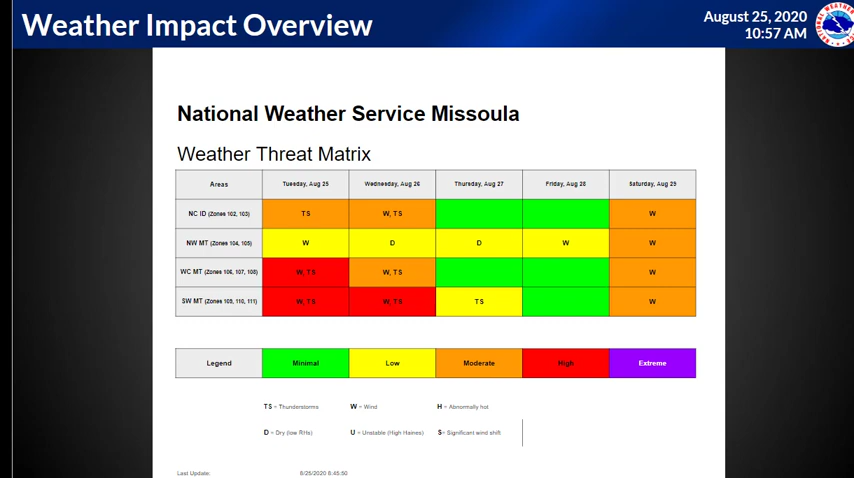 Weather Impact Overview
August 25, 2020
10:57 AM
National Weather Service Missoula
Weather Threat Matrix
Areas Tuesday, Aug 25 Wednesday, Aug 26 Thursday, Aug 27 Friday, Aug 28 Saturday, Aug 29
NC ID (Zones 102, 103) TS W, TS W
NW MT (Zones 104, 105) W D D W W
WC MT (Zones 106, 107, 108) W, TS W, TS W
SW MT (Zones 109, 110, 111) W, TS W, TS TS W
Legend Minimal Low Moderate High Extreme
TS = Thunderstorms W = Wind H = Abnormally hot
D = Dry (low RHs) U = Unstable (High Haines) S= Significant wind shift
Last Update: 8/25/2020 8:45:50